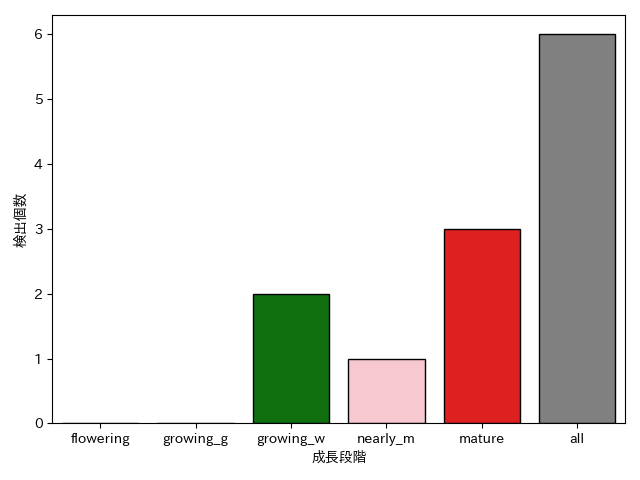 6
5
4
3
2
1
0
検出個数
flowering growing_g growing_w nearly_m mature all
成長段階